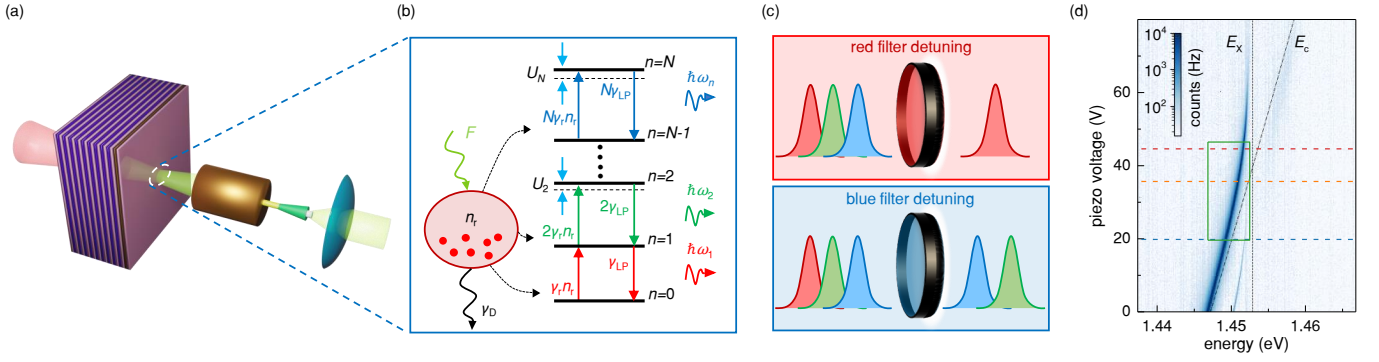 (a)
(b)
(c)
(d)
n=N
U_N
ħω_n
Nγ_LP
Nγ_r n_r
n=N-1
F
n=2
U_2
ħω_2
n_r
2γ_LP
2γ_r n_r
n=1
ħω_1
γ_LP
γ_r n_r
n=0
γ_D
red filter detuning
blue filter detuning
10^4
10^3
10^2
counts (Hz)
E_X
E_c
60
40
20
0
piezo voltage (V)
1.44
1.45
1.46
energy (eV)